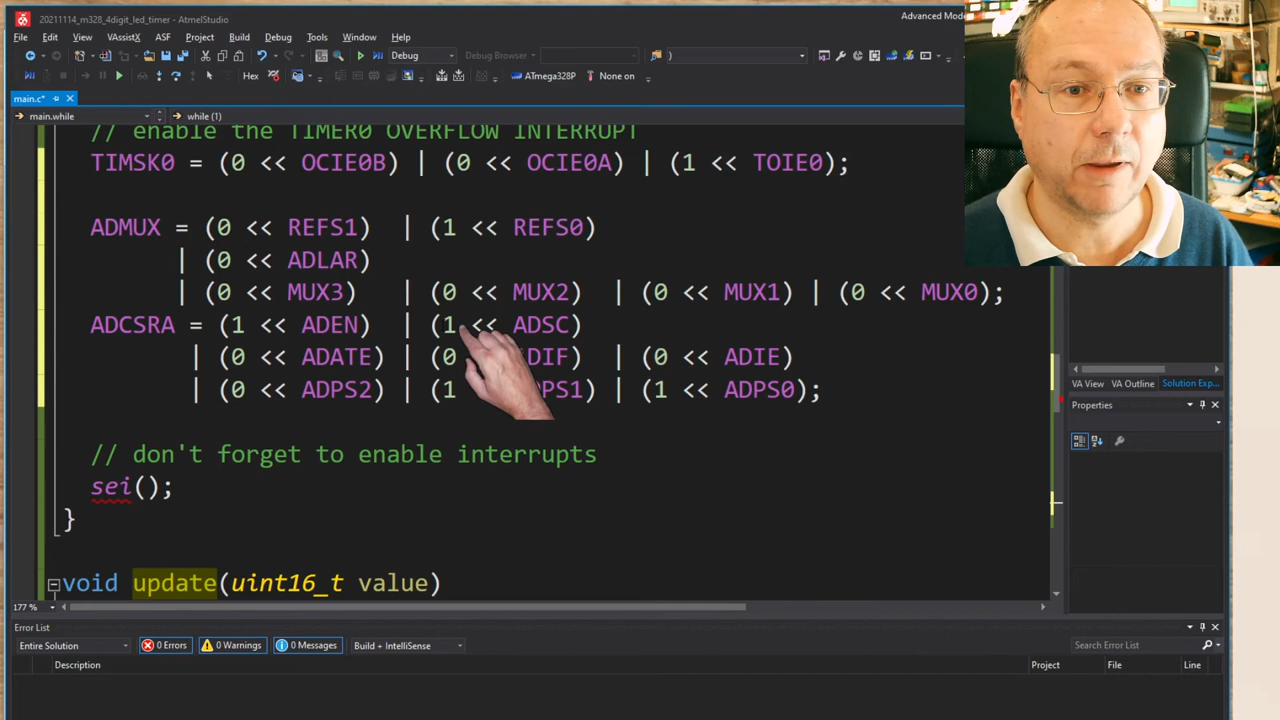 20211114_m328_4digit_led_timer - AtmelStudio
Advanced Mod
File Edit View VAssistX ASF Project Build Debug Tools Window Help
Debug Debug Browser )
Hex ATmega328P None on
main.c*
main.while while (1)
// enable the TIMER0 OVERFLOW INTERRUPT
TIMSK0 = (0 << OCIE0B) | (0 << OCIE0A) | (1 << TOIE0);
ADMUX = (0 << REFS1) | (1 << REFS0)
| (0 << ADLAR)
| (0 << MUX3) | (0 << MUX2) | (0 << MUX1) | (0 << MUX0);
ADCSRA = (1 << ADEN) | (1 << ADSC)
| (0 << ADATE) | (0 DIF) | (0 << ADIE)
| (0 << ADPS2) | (1 PS1) | (1 << ADPS0);
// don't forget to enable interrupts
sei();
}
void update(uint16_t value)
177 %
VA View VA Outline Solution Exp
Properties
Error List
Entire Solution 0 Errors 0 Warnings 0 Messages Build + IntelliSense Search Error List
Description Project File Line